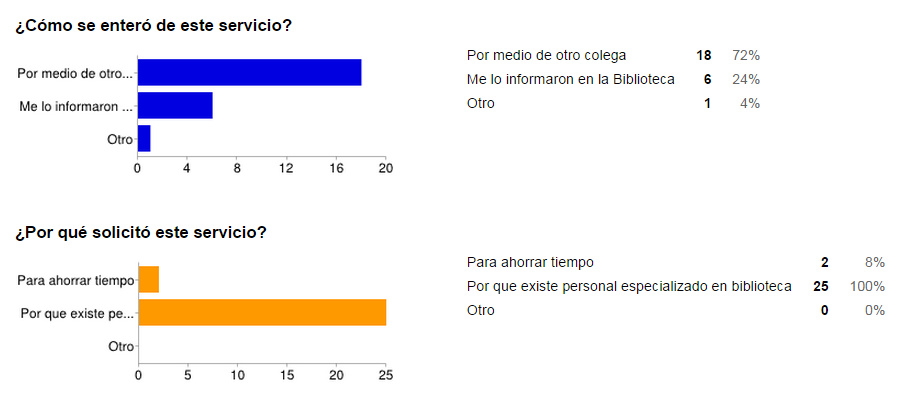 ¿Cómo se enteró de este servicio?
Por medio de otro...
Me lo informaron ...
Otro
0 4 8 12 16 20
Por medio de otro colega 18 72%
Me lo informaron en la Biblioteca 6 24%
Otro 1 4%
¿Por qué solicitó este servicio?
Para ahorrar tiempo
Por que existe pe...
Otro
0 5 10 15 20 25
Para ahorrar tiempo 2 8%
Por que existe personal especializado en biblioteca 25 100%
Otro 0 0%